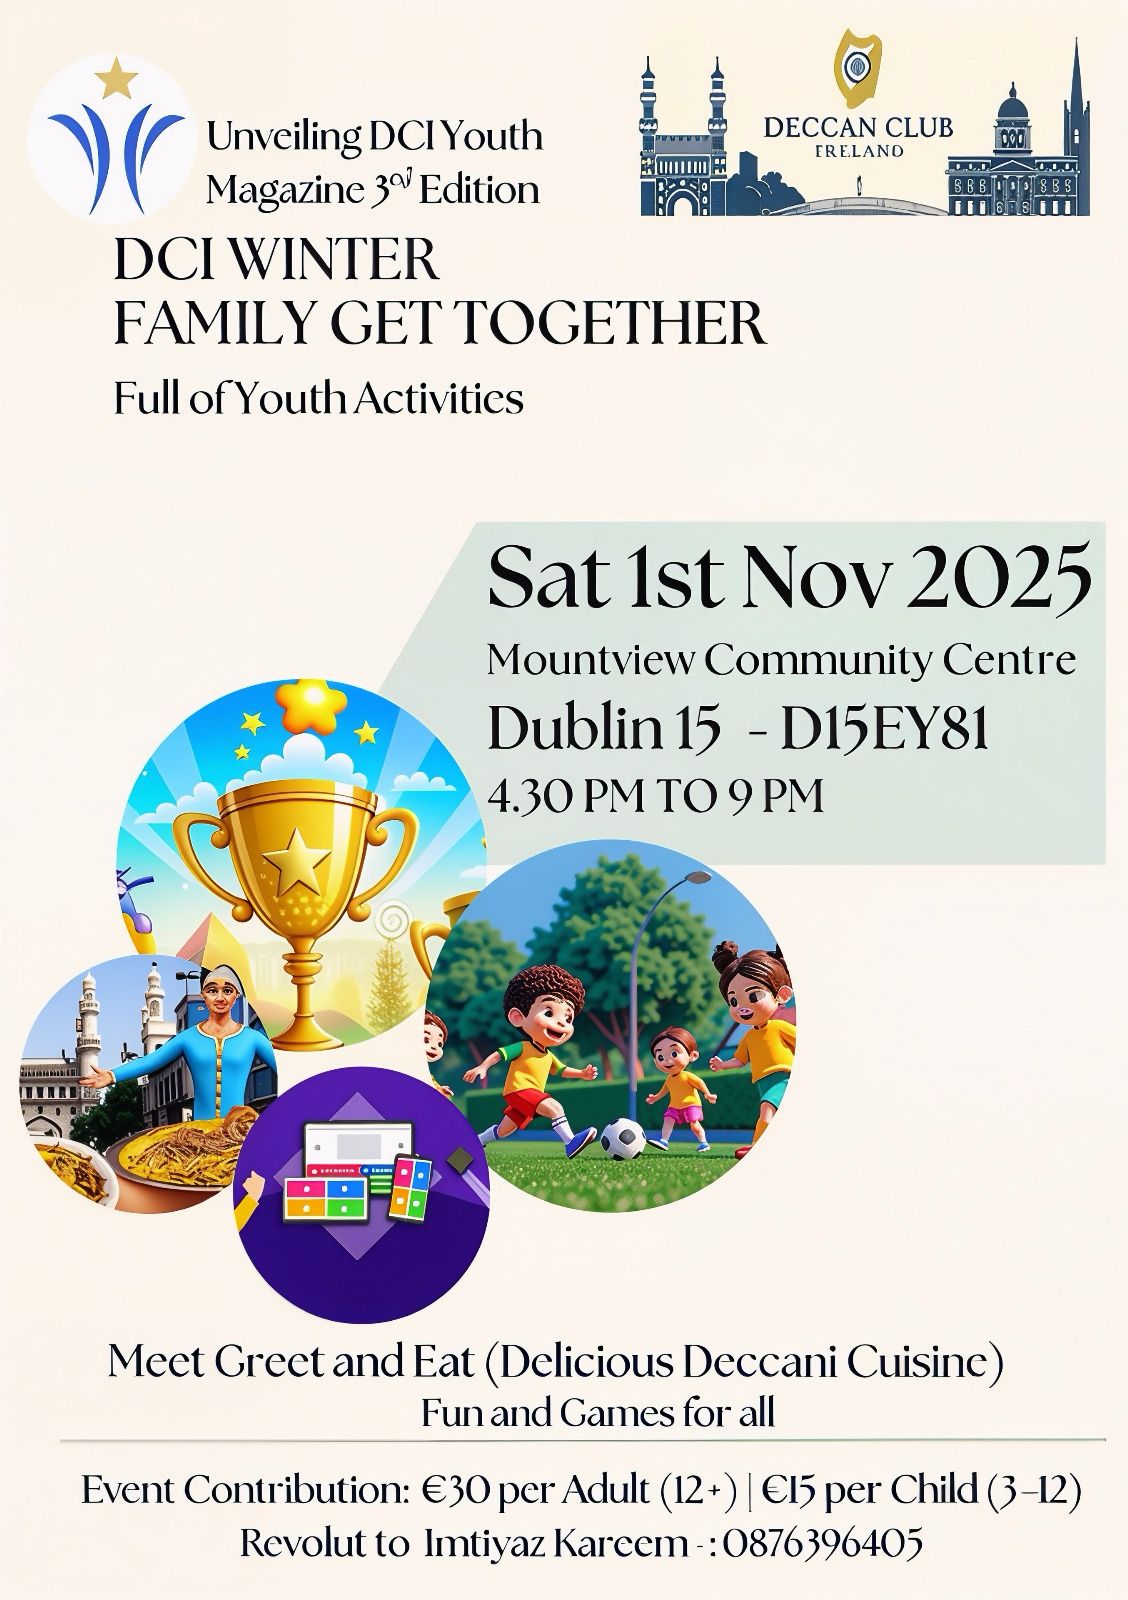 Unveiling DCI Youth
Magazine 3rd Edition
DECCAN CLUB
IRELAND
DCI WINTER
FAMILY GET TOGETHER
Full of Youth Activities
Sat 1st Nov 2025
Mountview Community Centre
Dublin 15 - D15EY81
4.30 PM TO 9 PM
Meet Greet and Eat (Delicious Deccani Cuisine)
Fun and Games for all
Event Contribution: €30 per Adult (12+) | €15 per Child (3-12)
Revolut to Imtiyaz Kareem - : 0876396405